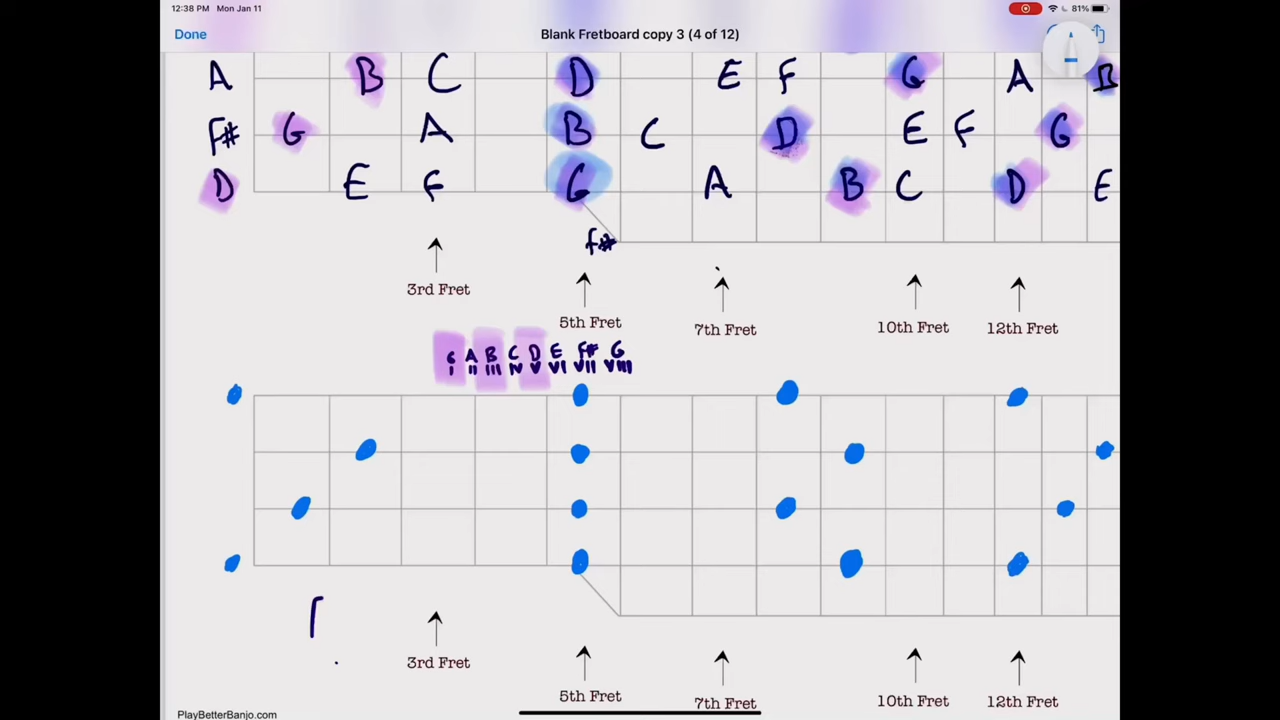 12:38 PM Mon Jan 11
81%
Done
Blank Fretboard copy 3 (4 of 12)
A B C D E F G A B
F# G A B C D E F G
D E F G A B C D E
f#
3rd Fret
5th Fret
7th Fret
10th Fret
12th Fret
G A B C D E F# G
I II III IV V VI VII VIII
3rd Fret
5th Fret
7th Fret
10th Fret
12th Fret
PlayBetterBanjo.com